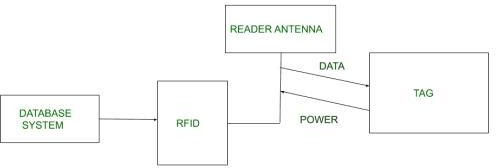 READER ANTENNA
DATA
TAG
DATABASE
SYSTEM
RFID
POWER